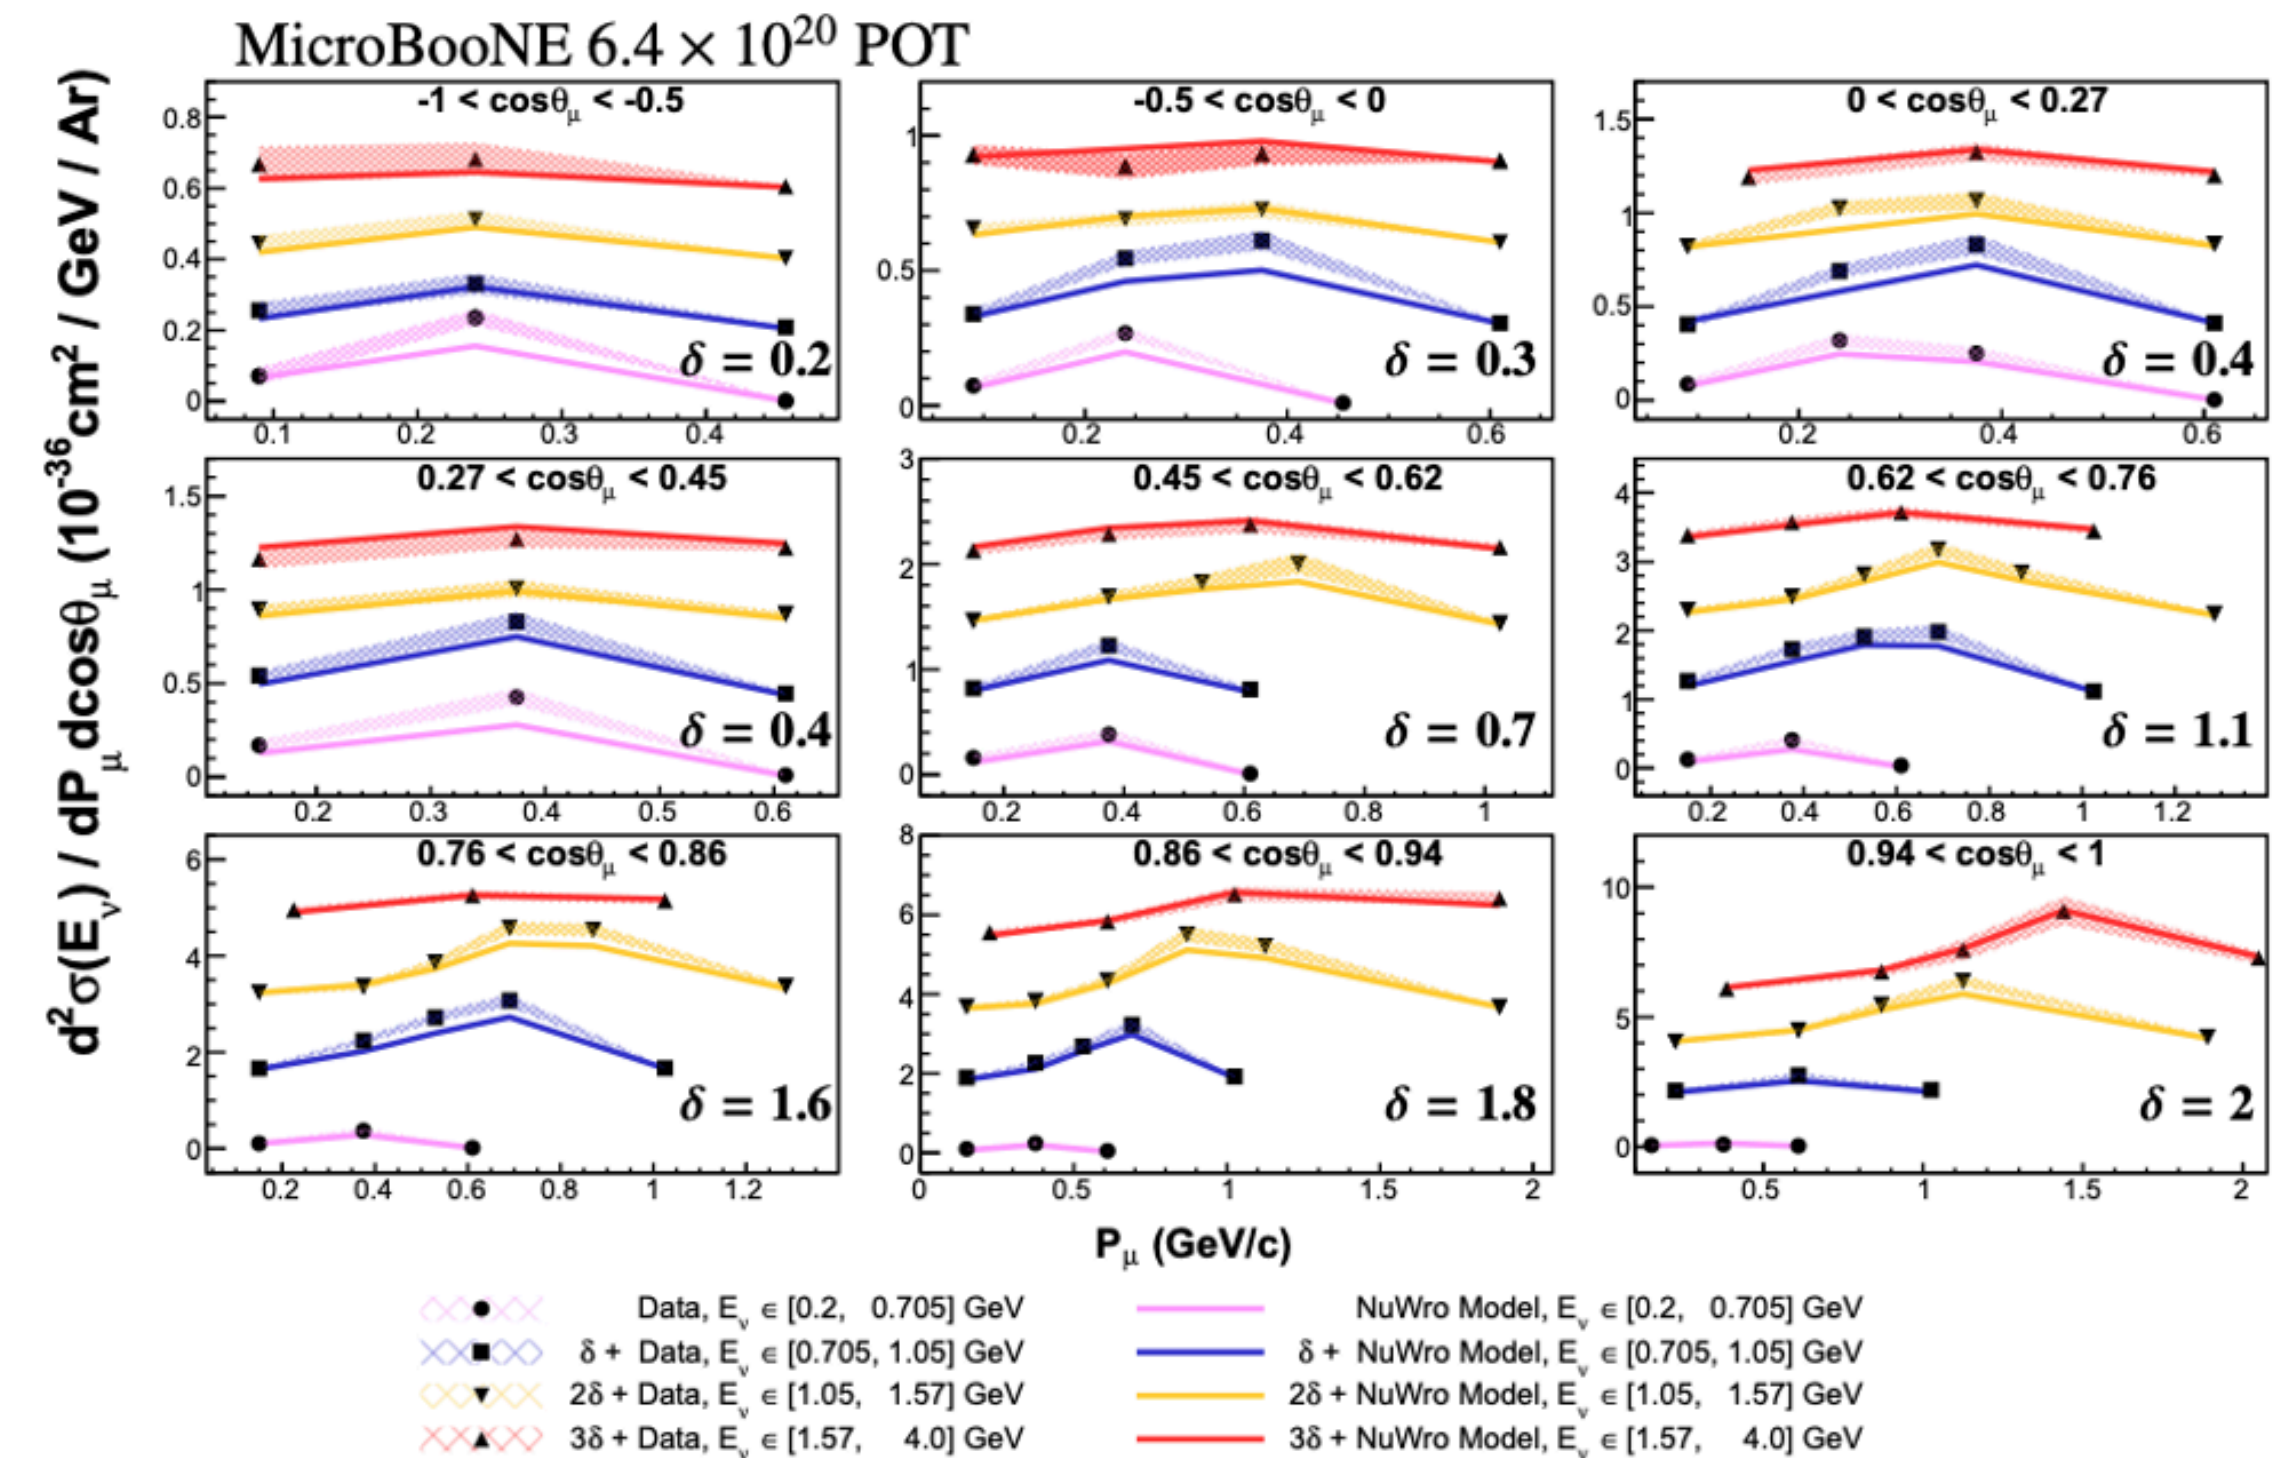 MicroBooNE 6.4 × 10²⁰ POT
d²σ(Eᵥ) / dPμ dcosθμ (10⁻³⁶cm² / GeV / Ar)
-1 < cosθμ < -0.5
0.8
0.6
0.4
0.2
0
δ = 0.2
0.1 0.2 0.3 0.4
-0.5 < cosθμ < 0
1
0.5
0
δ = 0.3
0.2 0.4 0.6
0 < cosθμ < 0.27
1.5
1
0.5
0
δ = 0.4
0.2 0.4 0.6
0.27 < cosθμ < 0.45
1.5
1
0.5
0
δ = 0.4
0.2 0.3 0.4 0.5 0.6
0.45 < cosθμ < 0.62
3
2
1
0
δ = 0.7
0.2 0.4 0.6 0.8 1
0.62 < cosθμ < 0.76
4
3
2
1
0
δ = 1.1
0.2 0.4 0.6 0.8 1 1.2
0.76 < cosθμ < 0.86
6
4
2
0
δ = 1.6
0.2 0.4 0.6 0.8 1 1.2
0.86 < cosθμ < 0.94
8
6
4
2
0
δ = 1.8
0 0.5 1 1.5 2
0.94 < cosθμ < 1
10
5
0
δ = 2
0.5 1 1.5 2
Pμ (GeV/c)
Data, Eᵥ ∈ [0.2, 0.705] GeV
δ + Data, Eᵥ ∈ [0.705, 1.05] GeV
2δ + Data, Eᵥ ∈ [1.05, 1.57] GeV
3δ + Data, Eᵥ ∈ [1.57, 4.0] GeV
NuWro Model, Eᵥ ∈ [0.2, 0.705] GeV
δ + NuWro Model, Eᵥ ∈ [0.705, 1.05] GeV
2δ + NuWro Model, Eᵥ ∈ [1.05, 1.57] GeV
3δ + NuWro Model, Eᵥ ∈ [1.57, 4.0] GeV